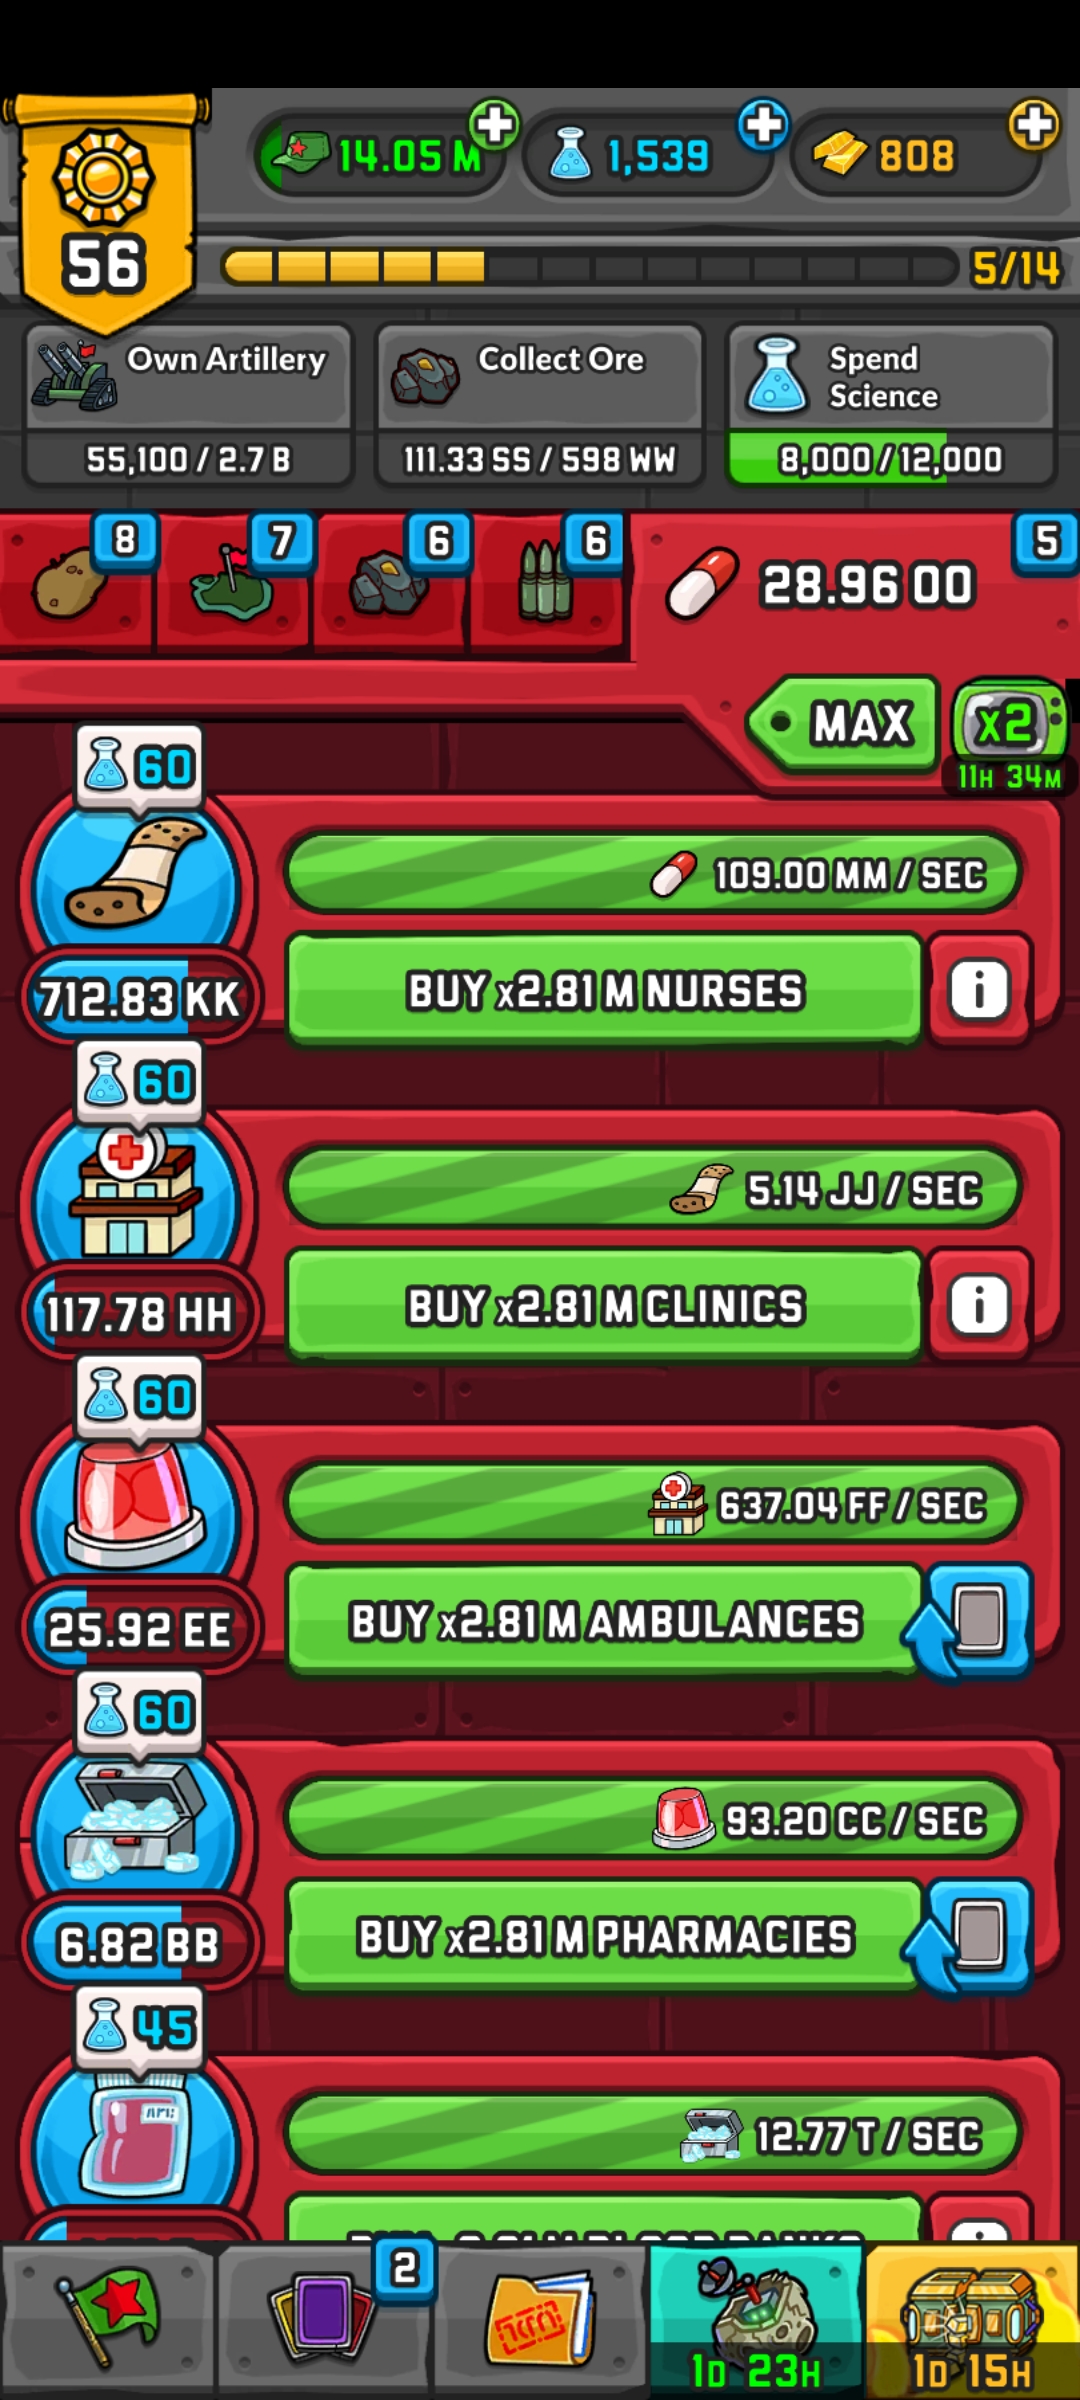 14.05 M
1,539
808
56
5/14
Own Artillery
55,100 / 2.7 B
Collect Ore
111.33 SS / 598 WW
Spend
Science
8,000 / 12,000
8
7
6
6
28.96 OO
5
MAX
x2
11H 34M
60
109.00 MM / SEC
712.83 KK
BUY x2.81 M NURSES
i
60
5.14 JJ / SEC
117.78 HH
BUY x2.81 M CLINICS
i
60
637.04 FF / SEC
25.92 EE
BUY x2.81 M AMBULANCES
60
93.20 CC / SEC
6.82 BB
BUY x2.81 M PHARMACIES
45
12.77 T / SEC
2
1D 23H
1D 15H